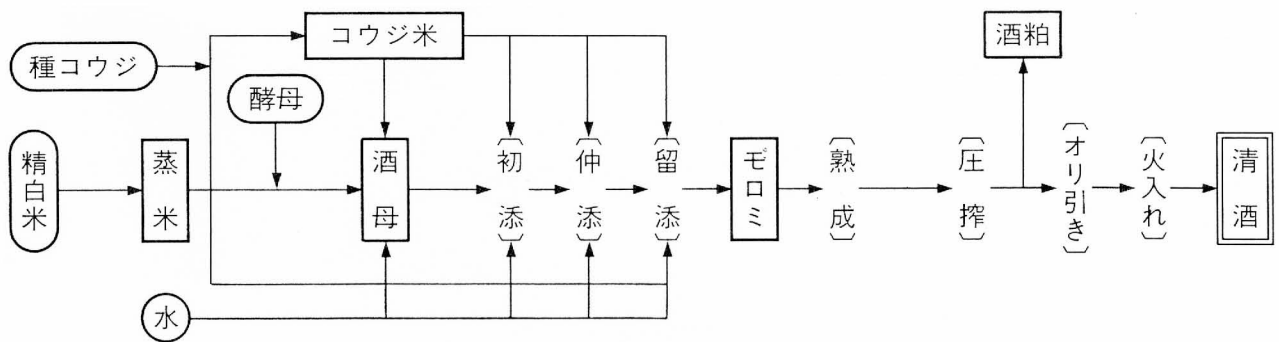 コウジ米
酒粕
種コウジ
酵母
精白米
蒸米
酒母
〔初添〕
〔仲添〕
〔留添〕
モロミ
〔熟成〕
〔圧搾〕
〔オリ引き〕
〔火入れ〕
清酒
水